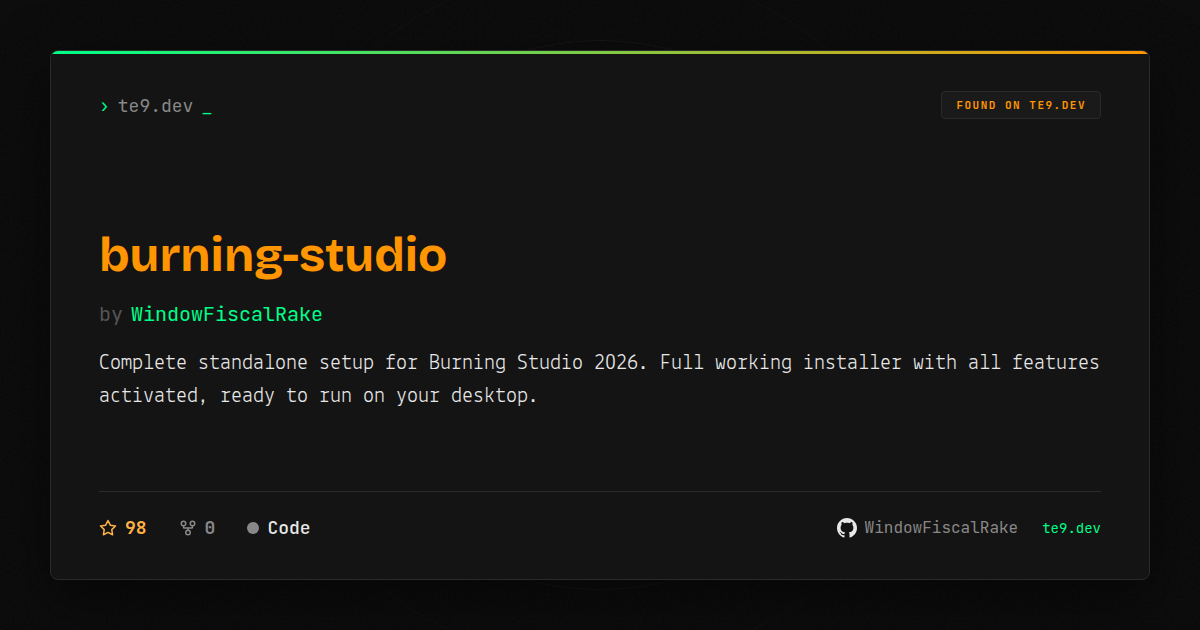 › te9.dev _
FOUND ON TE9.DEV
burning-studio
by WindowFiscalRake
Complete standalone setup for Burning Studio 2026. Full working installer with all features
activated, ready to run on your desktop.
98 0 Code
WindowFiscalRake te9.dev